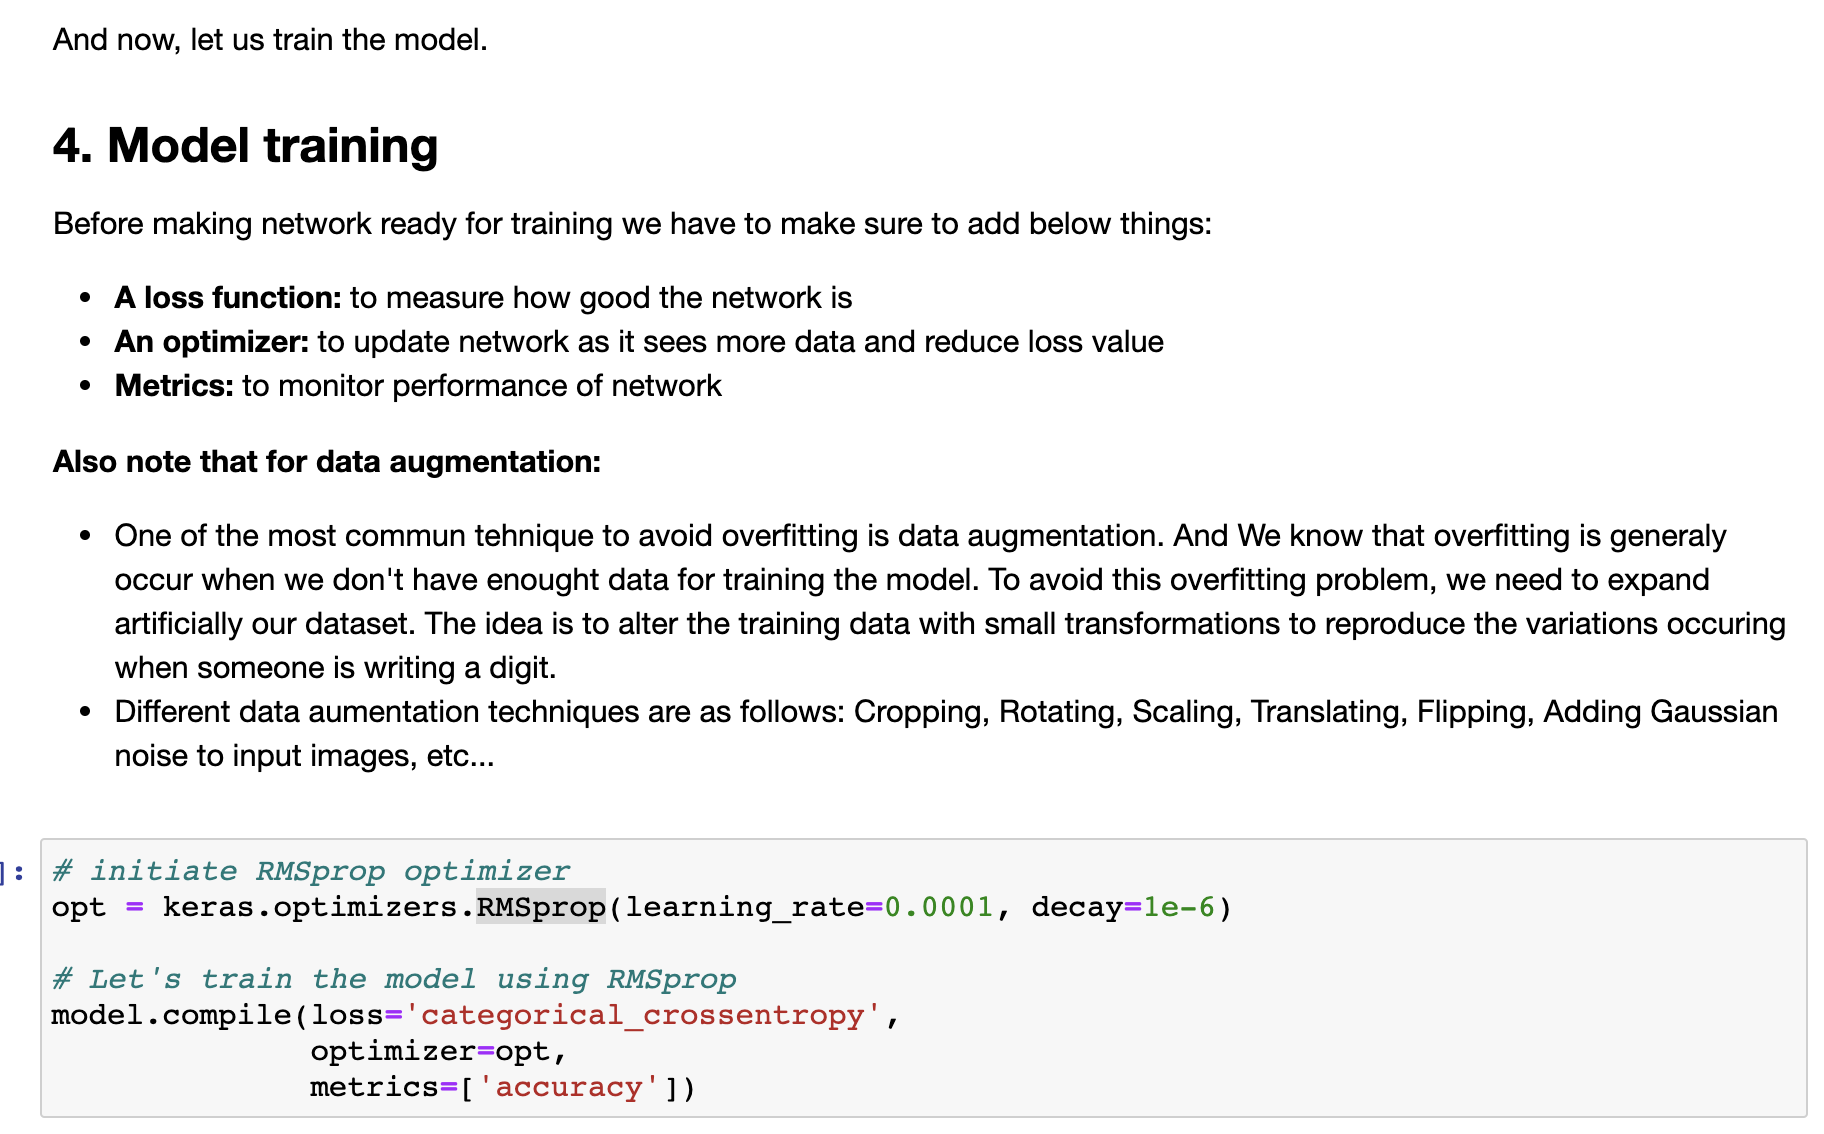 And now, let us train the model.
4. Model training
Before making network ready for training we have to make sure to add below things:
• A loss function: to measure how good the network is
• An optimizer: to update network as it sees more data and reduce loss value
• Metrics: to monitor performance of network
Also note that for data augmentation:
• One of the most commun tehnique to avoid overfitting is data augmentation. And We know that overfitting is generaly
occur when we don't have enought data for training the model. To avoid this overfitting problem, we need to expand
artificially our dataset. The idea is to alter the training data with small transformations to reproduce the variations occuring
when someone is writing a digit.
• Different data aumentation techniques are as follows: Cropping, Rotating, Scaling, Translating, Flipping, Adding Gaussian
noise to input images, etc...
]: # initiate RMSprop optimizer
opt = keras.optimizers.RMSprop(learning_rate=0.0001, decay=1e-6)
# Let's train the model using RMSprop
model.compile(loss='categorical_crossentropy',
optimizer=opt,
metrics=['accuracy'])